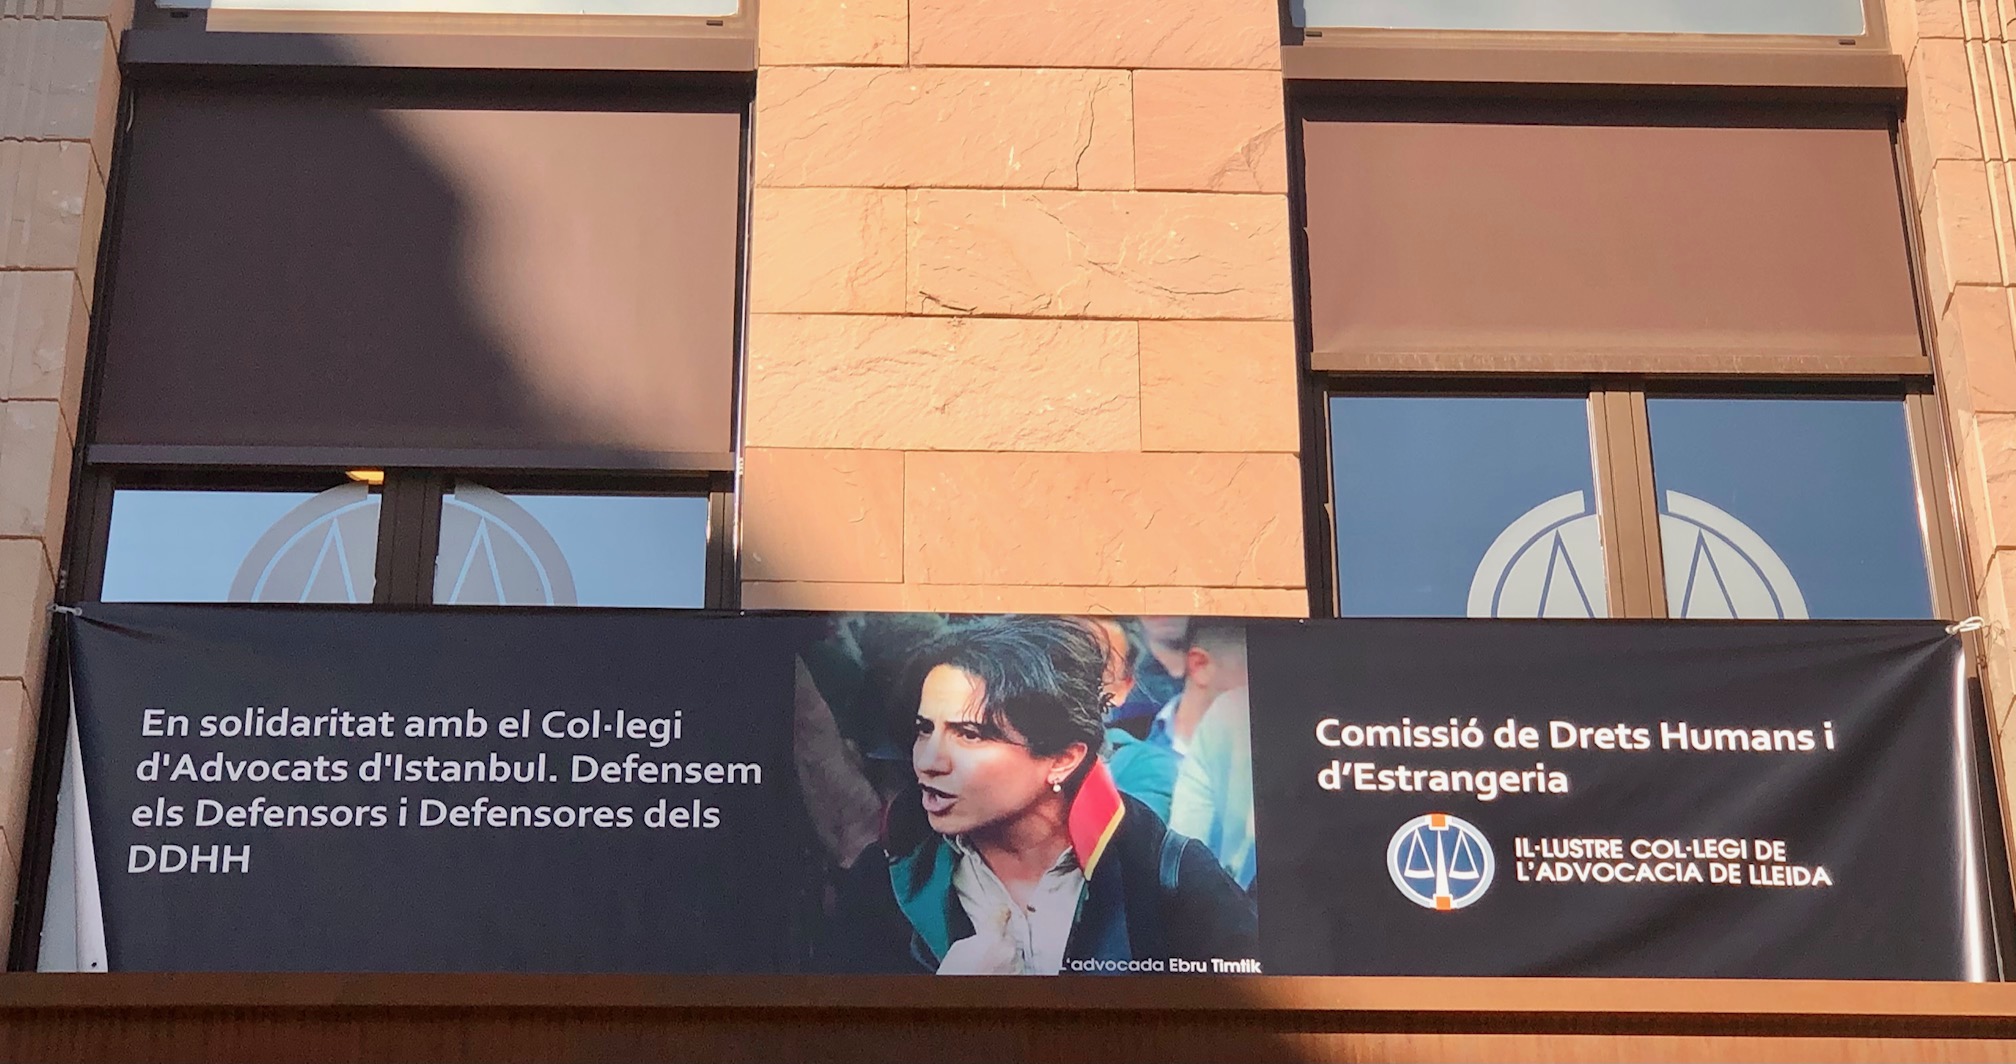 En solidaritat amb el Col·legi
d'Advocats d'Istanbul. Defensem
els Defensors i Defensores dels
DDHH
L'advocada Ebru Timtik
Comissió de Drets Humans i
d'Estrangeria
IL·LUSTRE COL·LEGI DE
L'ADVOCACIA DE LLEIDA